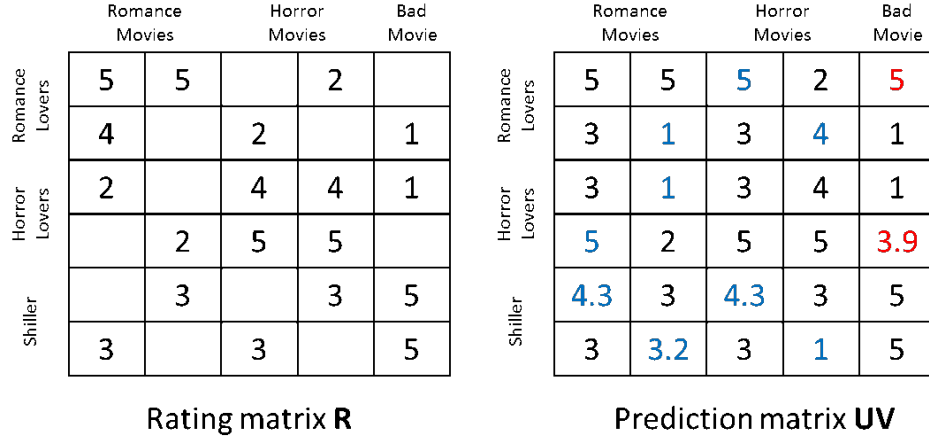 Romance Movies
Horror Movies
Bad Movie
Romance Lovers
5 5 2
4 2 1
Horror Lovers
2 4 4 1
2 5 5
Shiller
3 3 5
3 3 5
Rating matrix R
Romance Movies
Horror Movies
Bad Movie
Romance Lovers
5 5 5 2 5
3 1 3 4 1
Horror Lovers
3 1 3 4 1
5 2 5 5 3.9
4.3 3 4.3 3 5
3 3.2 3 1 5
Shiller
Prediction matrix UV